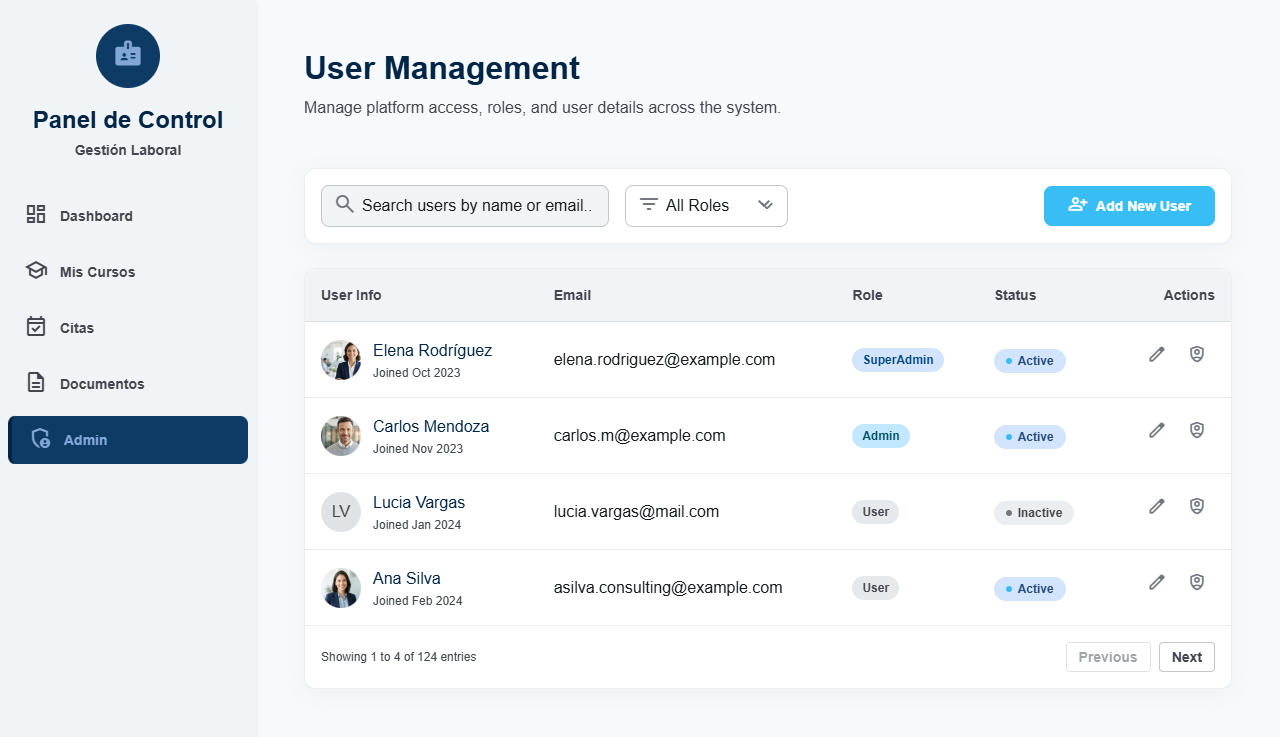 Panel de Control
Gestión Laboral
Dashboard
Mis Cursos
Citas
Documentos
Admin
User Management
Manage platform access, roles, and user details across the system.
Search users by name or email..
All Roles
Add New User
User Info Email Role Status Actions
Elena Rodríguez
Joined Oct 2023
elena.rodriguez@example.com
SuperAdmin
Active
Carlos Mendoza
Joined Nov 2023
carlos.m@example.com
Admin
Active
LV
Lucia Vargas
Joined Jan 2024
lucia.vargas@mail.com
User
Inactive
Ana Silva
Joined Feb 2024
asilva.consulting@example.com
User
Active
Showing 1 to 4 of 124 entries
Previous
Next